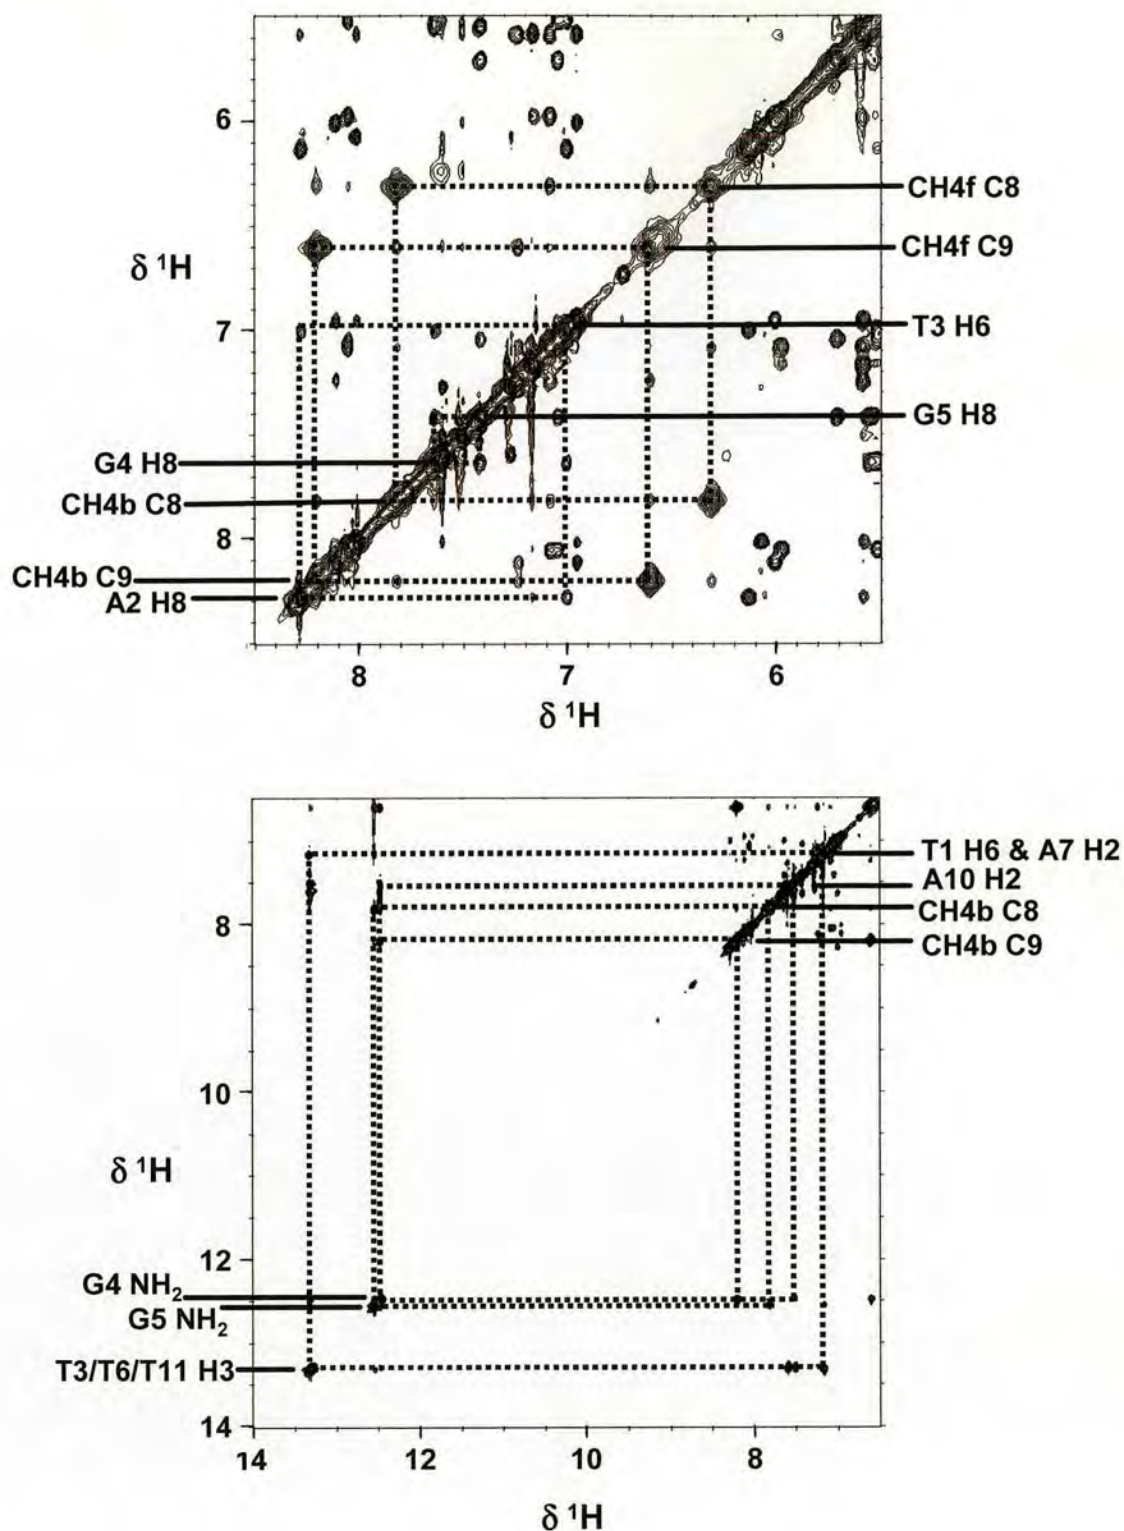 6
7
8
δ ¹H
CH4f C8
CH4f C9
T3 H6
G5 H8
G4 H8
CH4b C8
CH4b C9
A2 H8
8 7 6
δ ¹H
T1 H6 & A7 H2
A10 H2
CH4b C8
CH4b C9
8
10
δ ¹H
12
G4 NH₂
G5 NH₂
T3/T6/T11 H3
14
14 12 10 8
δ ¹H